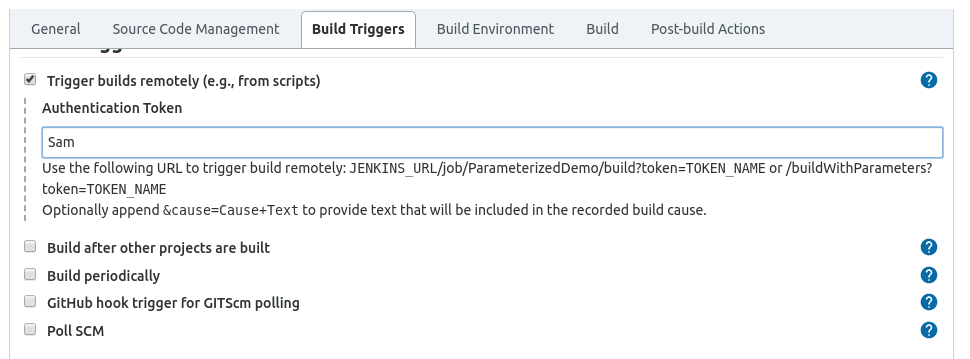 General Source Code Management Build Triggers Build Environment Build Post-build Actions
Trigger builds remotely (e.g., from scripts) ?
Authentication Token
Sam
Use the following URL to trigger build remotely: JENKINS_URL/job/ParameterizedDemo/build?token=TOKEN_NAME or /buildWithParameters?
token=TOKEN_NAME
Optionally append &cause=Cause+Text to provide text that will be included in the recorded build cause.
Build after other projects are built ?
Build periodically ?
GitHub hook trigger for GITScm polling ?
Poll SCM ?